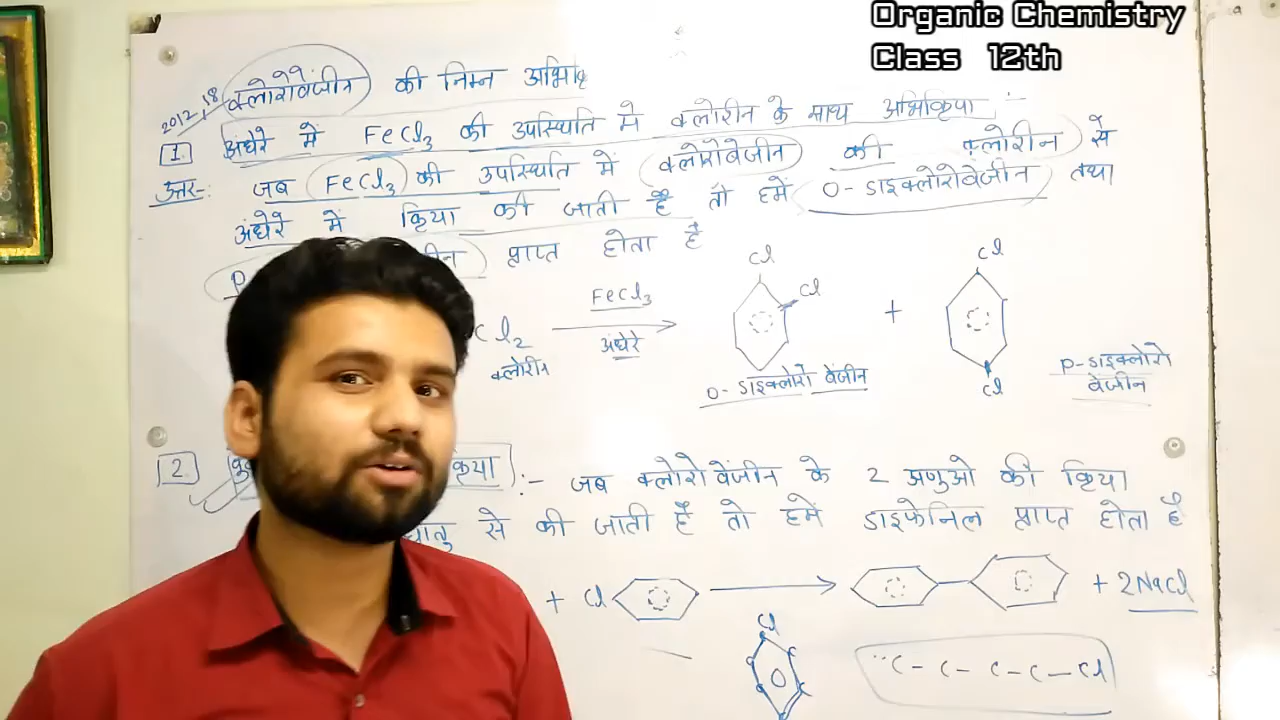 Organic Chemistry
Class 12th
2012, 18
क्लोरोबेंजीन की निम्न
1. अंधेरे में FeCl3 की उपस्थिति मे क्लोरीन के साथ अभिक्रिया :-
उत्तर:- जब FeCl3 की उपस्थिति में क्लोरोबेंजीन की क्लोरीन से
अंधेरे में क्रिया की जाती है तो हमें O-डाइक्लोरोबेंजीन तथा
P- प्राप्त होता है
Cl2
क्लोरीन
FeCl3
अंधेरे
Cl
Cl
O-डाइक्लोरो बेंजीन
+
Cl
Cl
P-डाइक्लोरो
बेंजीन
2. :- जब क्लोरोबेंजीन के 2 अणुओ की क्रिया
से की जाती है तो हमें डाइफेनिल प्राप्त होता है
+ Cl
+ 2NaCl
Cl
C- C- C- C- Cl